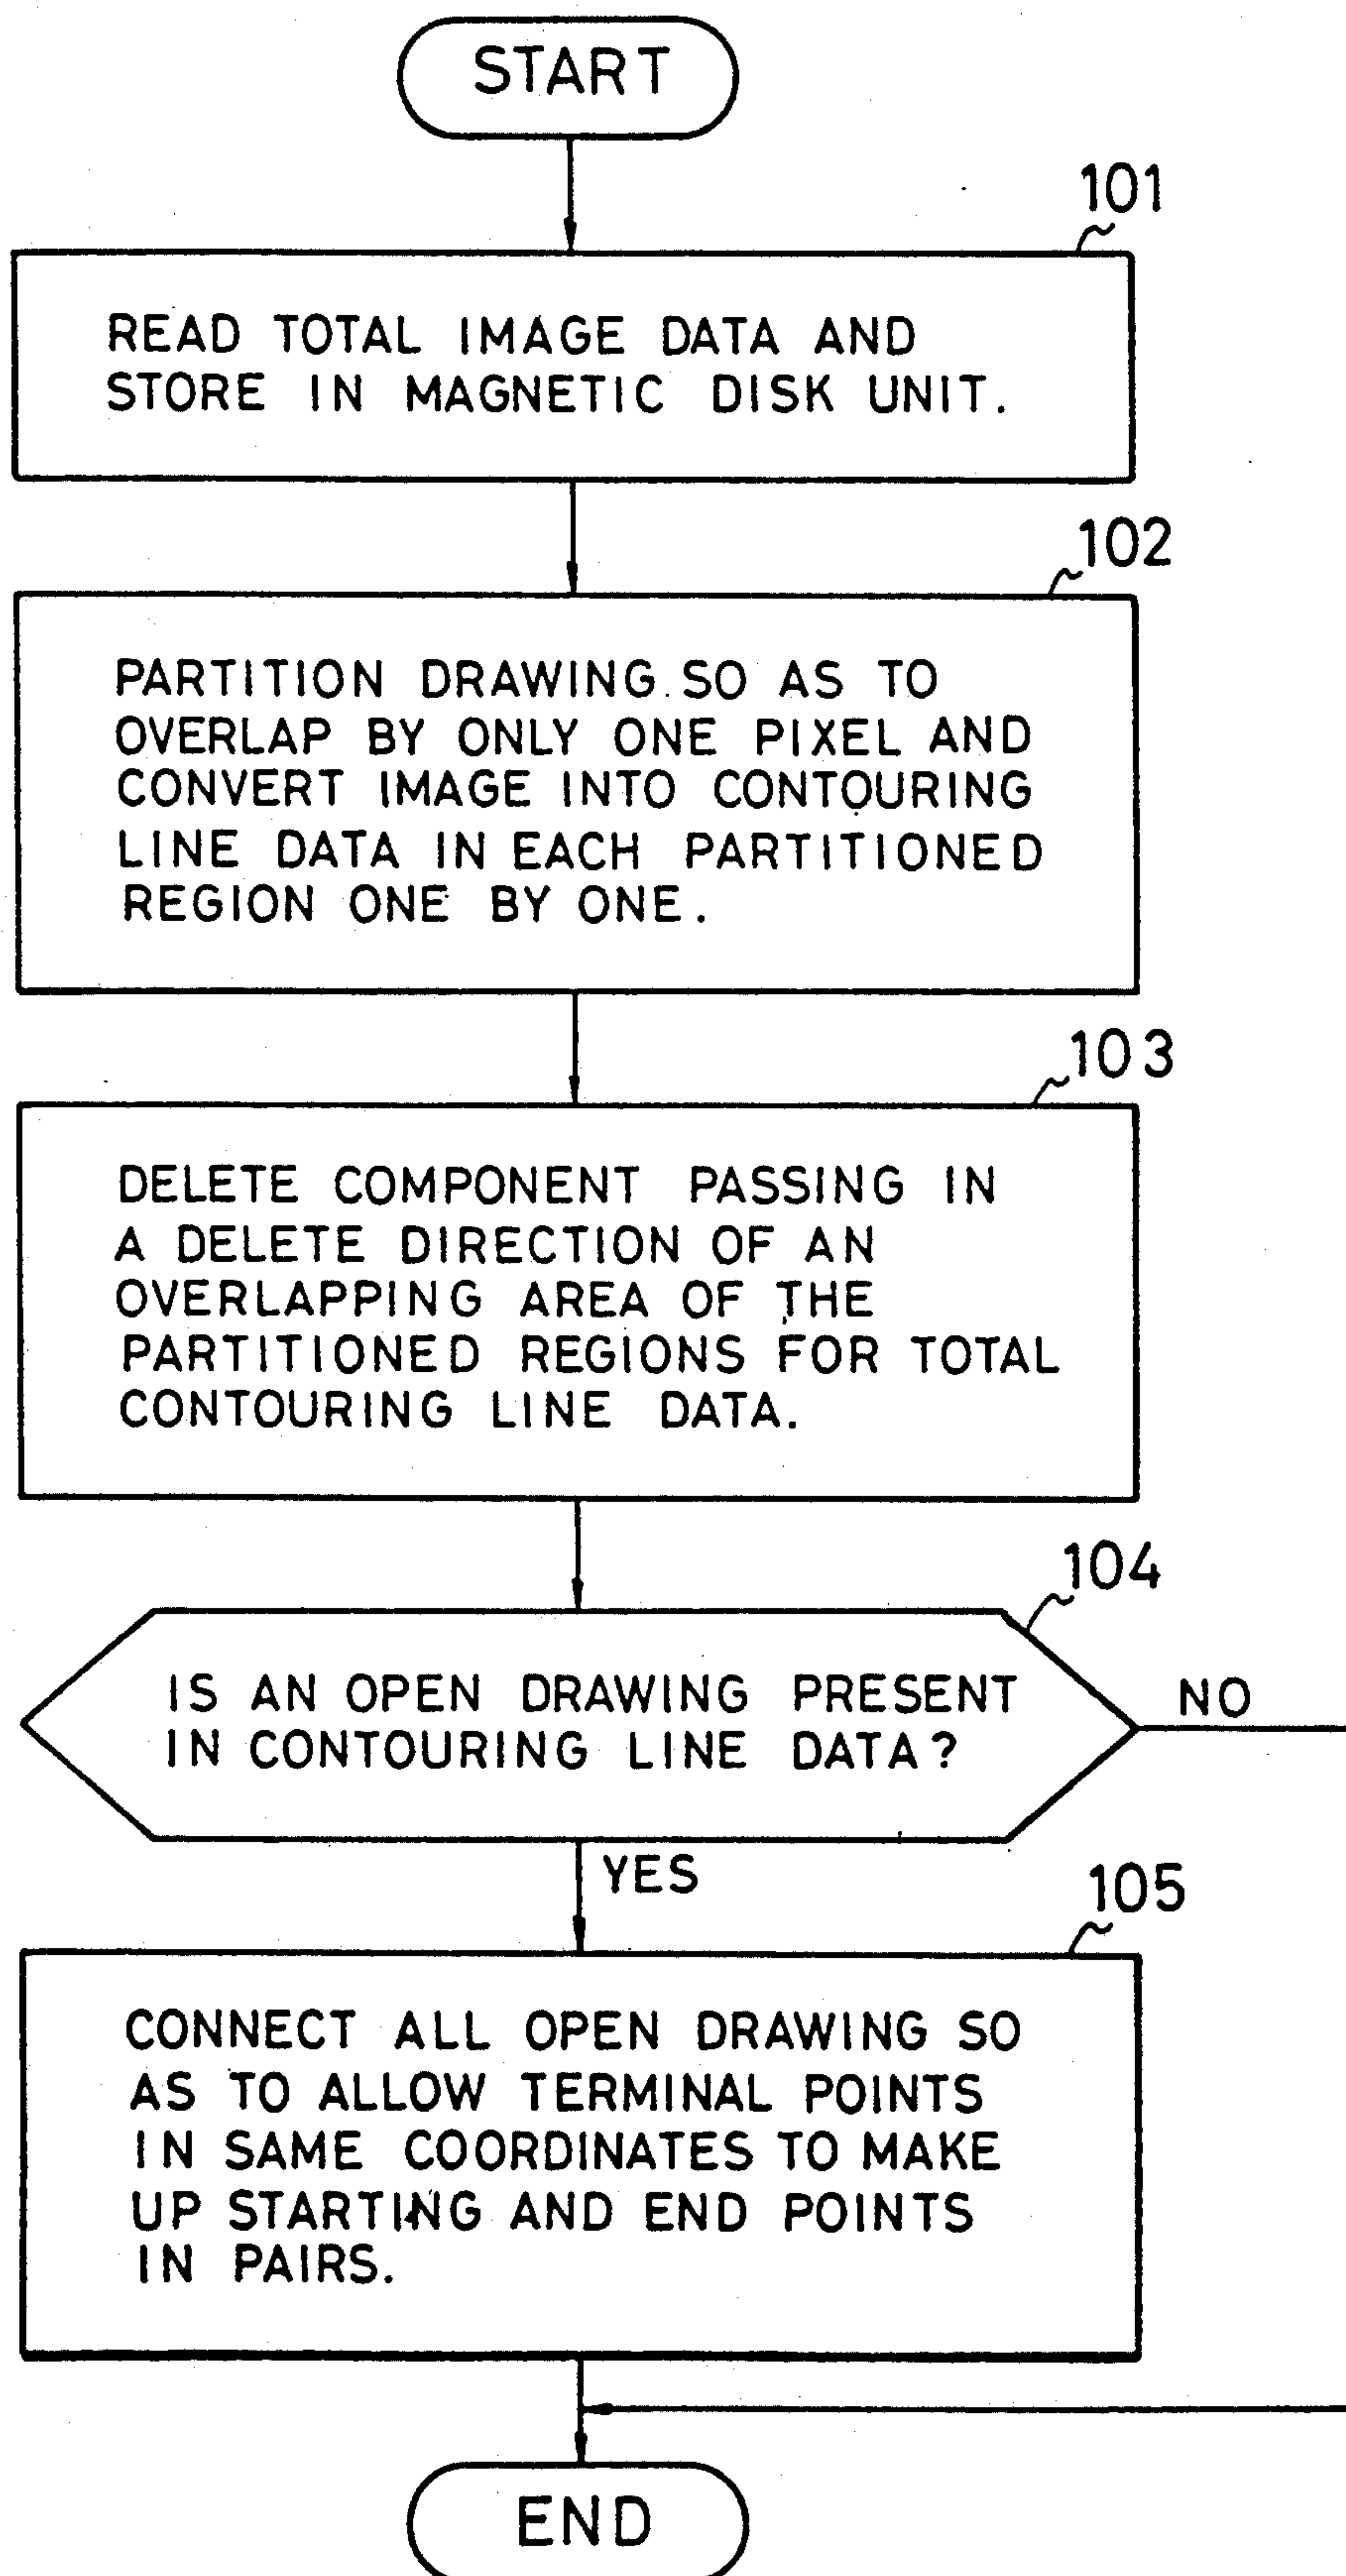 START
101
READ TOTAL IMAGE DATA AND
STORE IN MAGNETIC DISK UNIT.
102
PARTITION DRAWING SO AS TO
OVERLAP BY ONLY ONE PIXEL AND
CONVERT IMAGE INTO CONTOURING
LINE DATA IN EACH PARTITIONED
REGION ONE BY ONE.
103
DELETE COMPONENT PASSING IN
A DELETE DIRECTION OF AN
OVERLAPPING AREA OF THE
PARTITIONED REGIONS FOR TOTAL
CONTOURING LINE DATA.
104
IS AN OPEN DRAWING PRESENT
IN CONTOURING LINE DATA?
NO
YES
105
CONNECT ALL OPEN DRAWING SO
AS TO ALLOW TERMINAL POINTS
IN SAME COORDINATES TO MAKE
UP STARTING AND END POINTS
IN PAIRS.
END